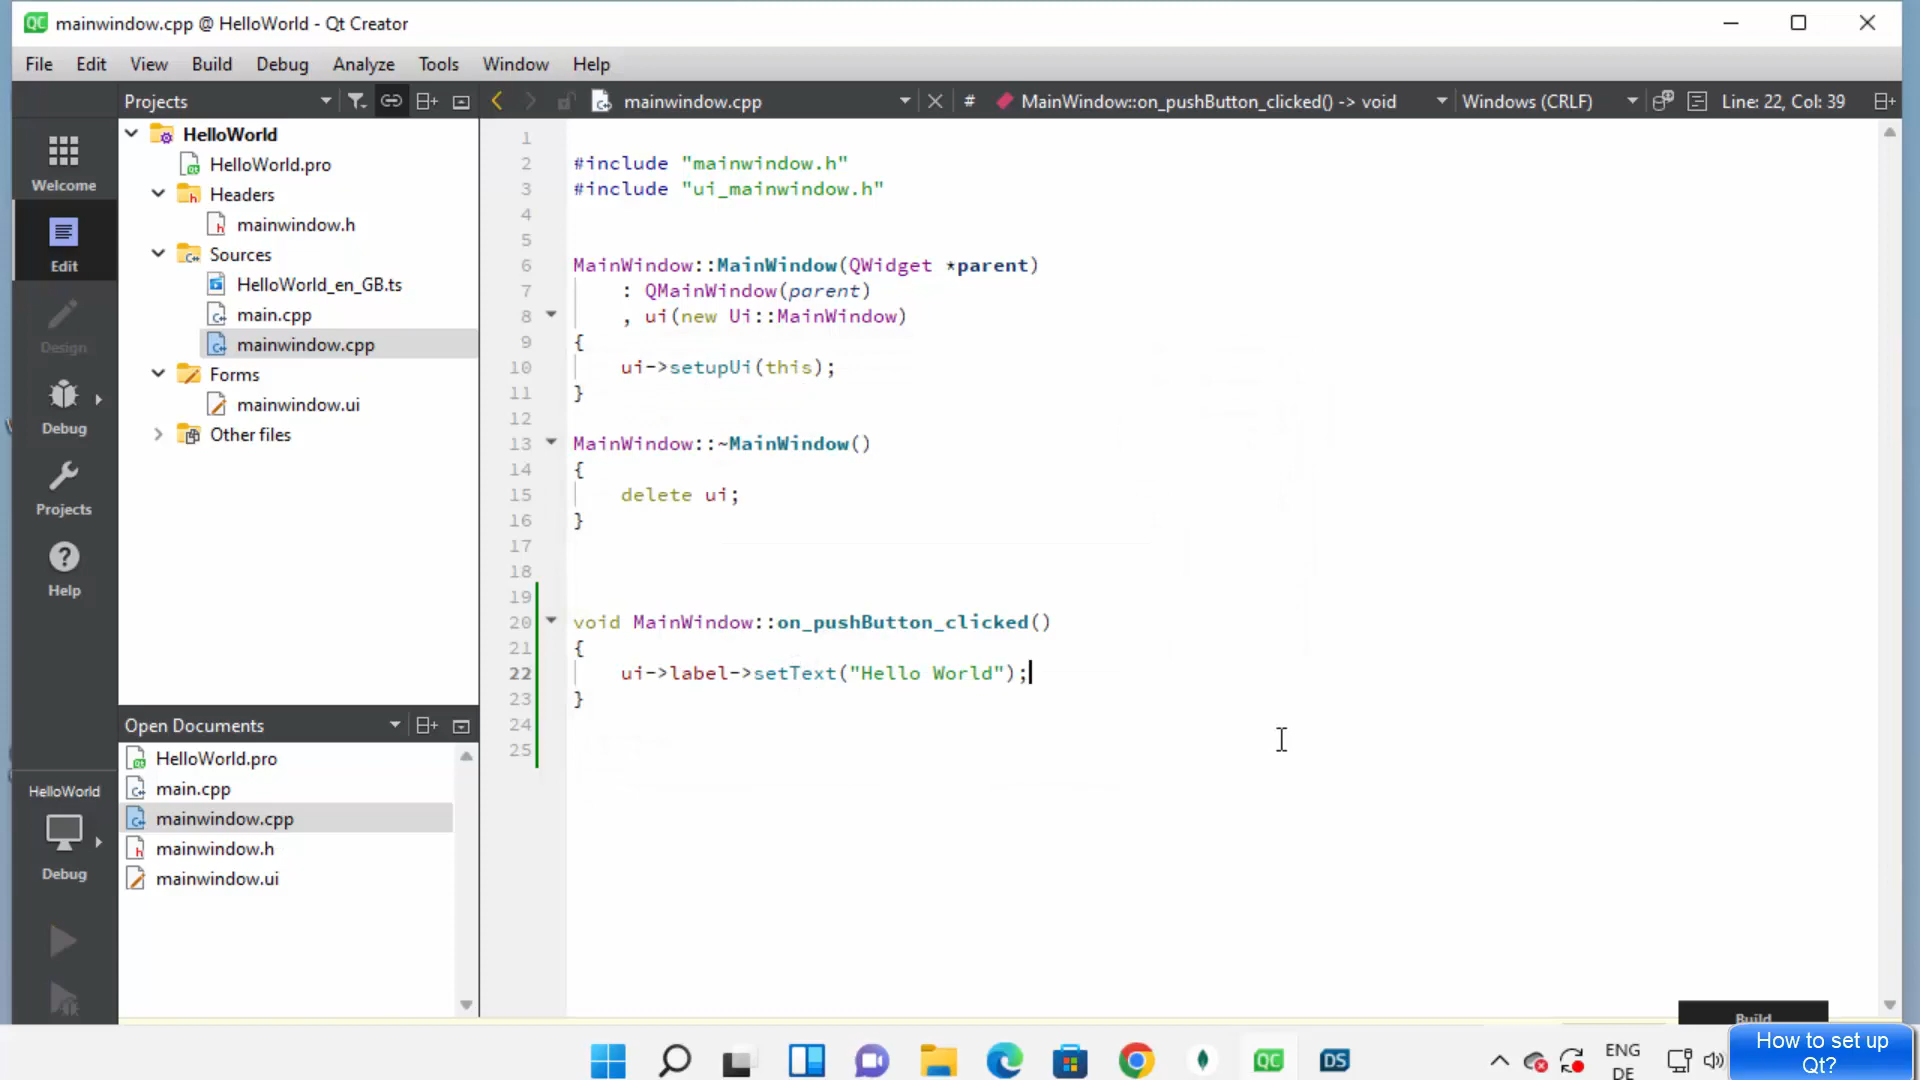 QC mainwindow.cpp @ HelloWorld - Qt Creator
File Edit View Build Debug Analyze Tools Window Help
Projects mainwindow.cpp # MainWindow::on_pushButton_clicked() -> void Windows (CRLF) Line: 22, Col: 39
Welcome
Edit
Design
Debug
Projects
Help
HelloWorld
Debug
HelloWorld
HelloWorld.pro
Headers
mainwindow.h
Sources
HelloWorld_en_GB.ts
main.cpp
mainwindow.cpp
Forms
mainwindow.ui
Other files
Open Documents
HelloWorld.pro
main.cpp
mainwindow.cpp
mainwindow.h
mainwindow.ui
1
2 #include "mainwindow.h"
3 #include "ui_mainwindow.h"
4
5
6 MainWindow::MainWindow(QWidget *parent)
7 : QMainWindow(parent)
8 , ui(new Ui::MainWindow)
9 {
10 ui->setupUi(this);
11 }
12
13 MainWindow::~MainWindow()
14 {
15 delete ui;
16 }
17
18
19
20 void MainWindow::on_pushButton_clicked()
21 {
22 ui->label->setText("Hello World");
23 }
24
25
Build
QC DS
ENG
DE
How to set up
Qt?